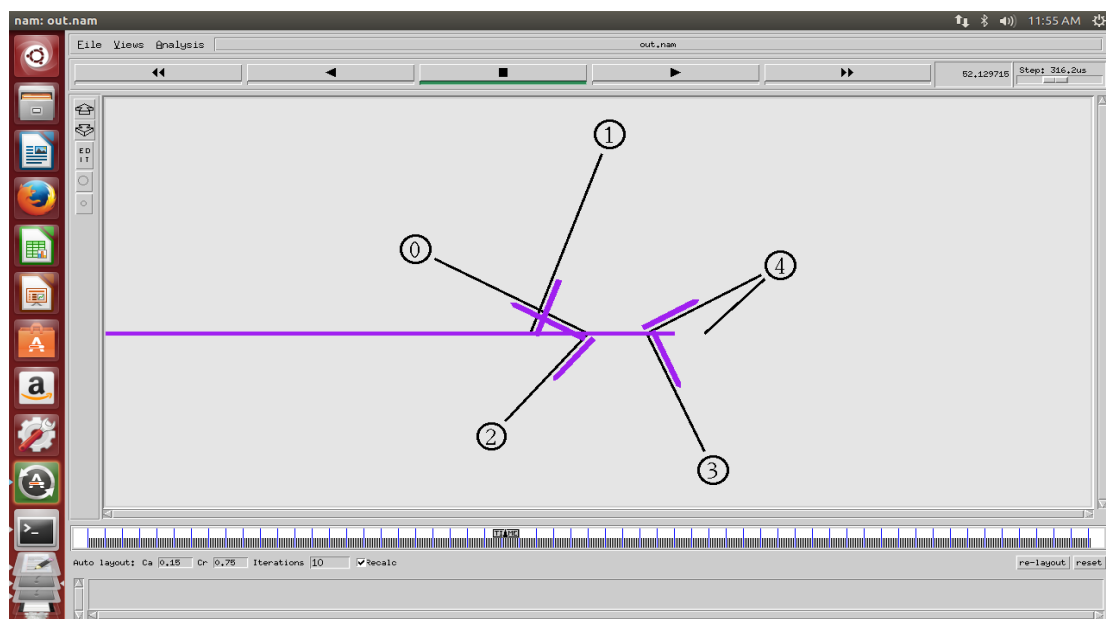 nam: out.nam
11:55 AM
File Views Analysis
out.nam
52.129715
Step: 316.2us
ED
IT
1
0
4
2
3
TIME
Auto layout: Ca 0.15 Cr 0.75 Iterations 10 Recalc
re-layout reset